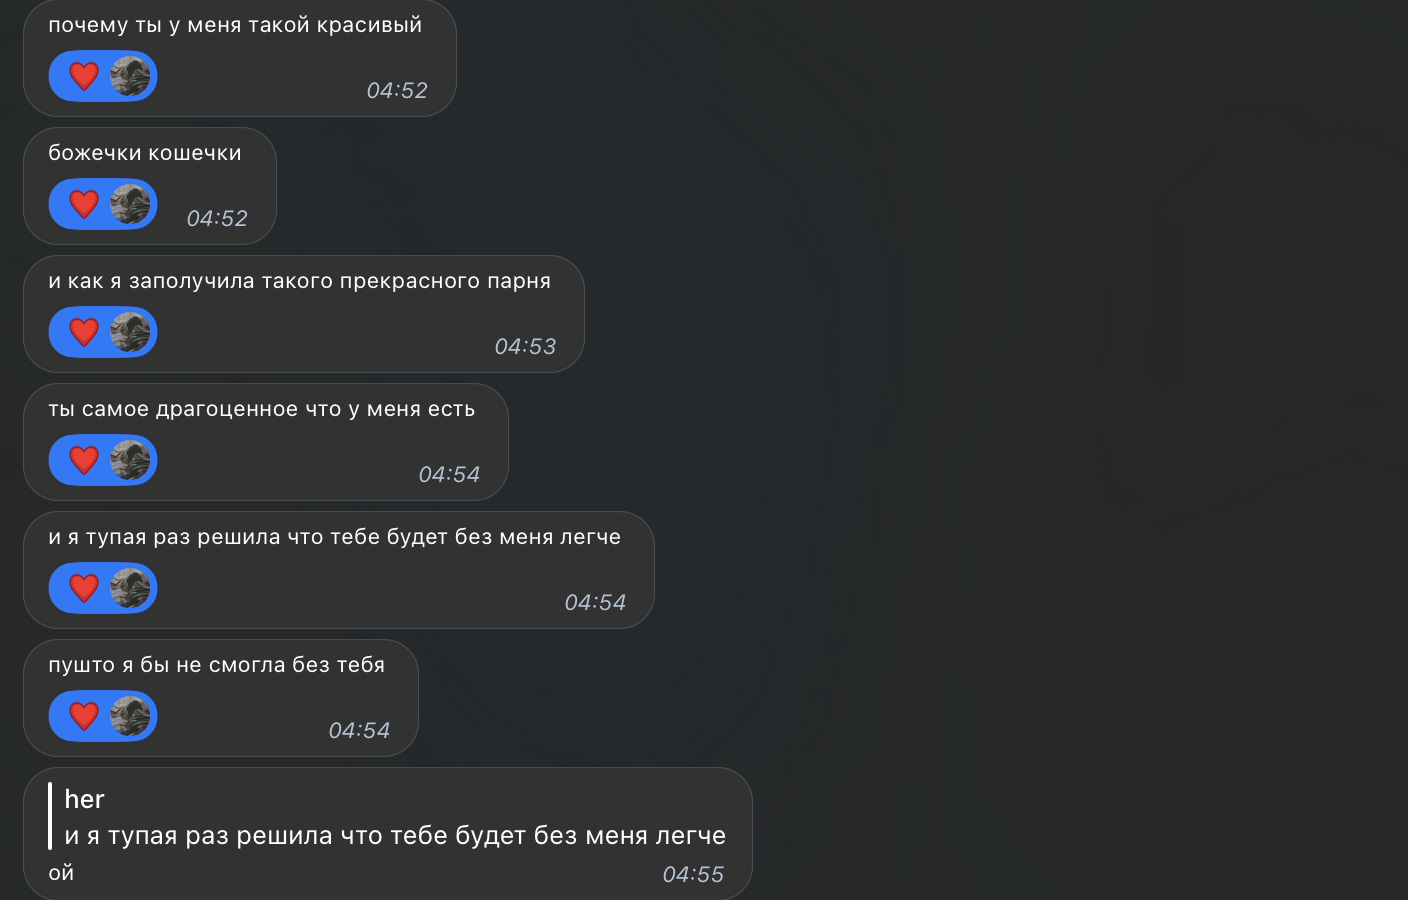 почему ты у меня такой красивый
04:52
божечки кошечки
04:52
и как я заполучила такого прекрасного парня
04:53
ты самое драгоценное что у меня есть
04:54
и я тупая раз решила что тебе будет без меня легче
04:54
пушто я бы не смогла без тебя
04:54
her
и я тупая раз решила что тебе будет без меня легче
ой 04:55